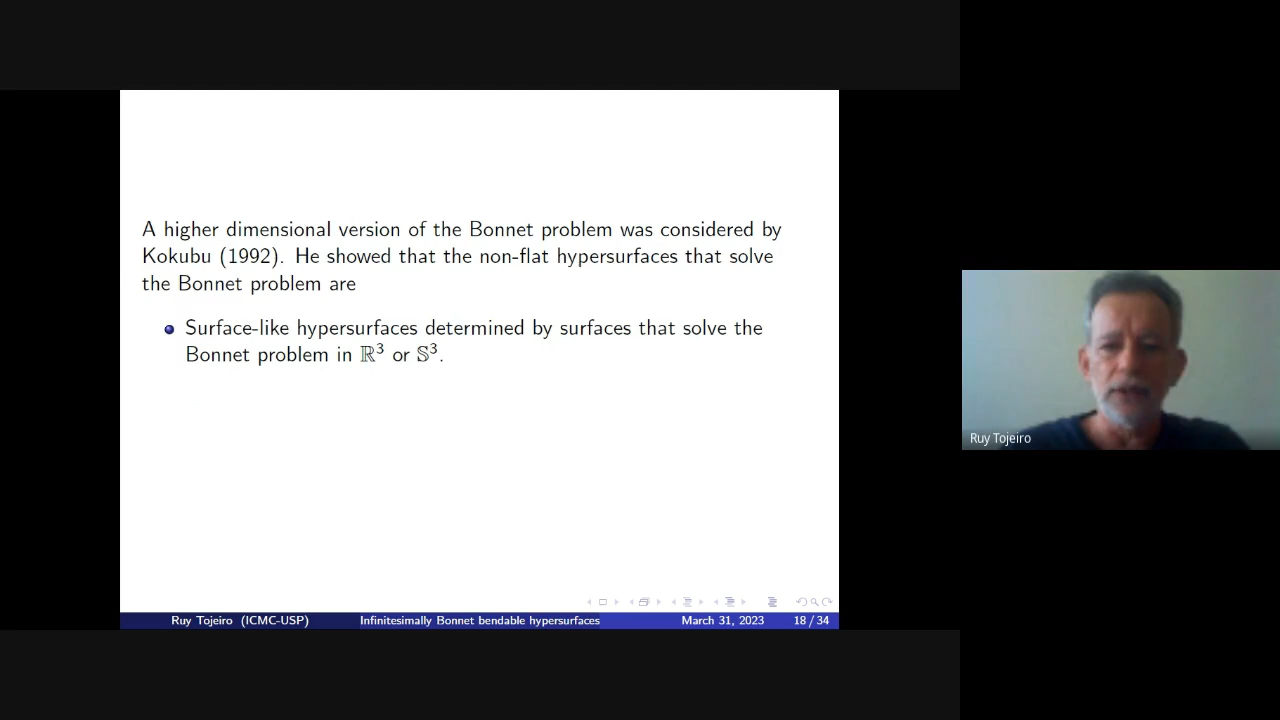 A higher dimensional version of the Bonnet problem was considered by
Kokubu (1992). He showed that the non-flat hypersurfaces that solve
the Bonnet problem are
Surface-like hypersurfaces determined by surfaces that solve the
Bonnet problem in ℝ³ or 𝕊³.
Ruy Tojeiro
Ruy Tojeiro (ICMC-USP) Infinitesimally Bonnet bendable hypersurfaces March 31, 2023 18 / 34